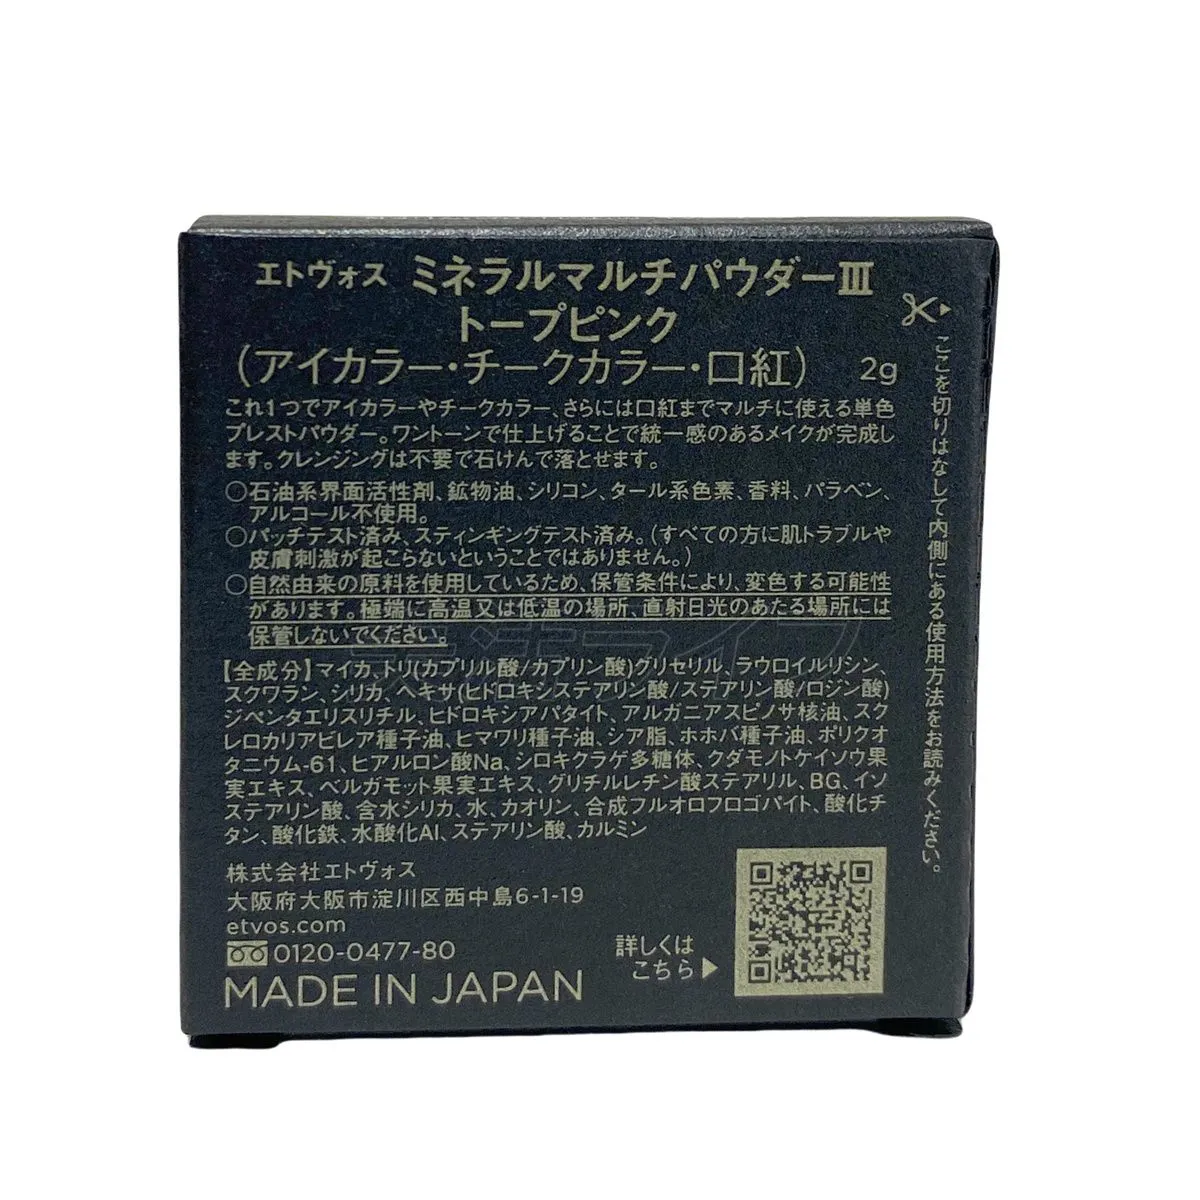 エトヴォス ミネラルマルチパウダーⅢ
トープピンク
（アイカラー・チークカラー・口紅） 2g
これ1つでアイカラーやチークカラー、さらには口紅までマルチに使える単色
プレストパウダー。ワントーンで仕上げることで統一感のあるメイクが完成し
ます。クレンジングは不要で石けんで落とせます。
○石油系界面活性剤、鉱物油、シリコン、タール系色素、香料、パラベン、
アルコール不使用。
○パッチテスト済み、スティンギングテスト済み。（すべての方に肌トラブルや
皮膚刺激が起こらないということではありません。）
○自然由来の原料を使用しているため、保管条件により、変色する可能性
があります。極端に高温又は低温の場所、直射日光のあたる場所には
保管しないでください。
【全成分】マイカ、トリ(カプリル酸/カプリン酸)グリセリル、ラウロイルリシン、
スクワラン、シリカ、ヘキサ(ヒドロキシステアリン酸/ステアリン酸/ロジン酸)
ジペンタエリスリチル、ヒドロキシアパタイト、アルガニアスピノサ核油、スク
レロカリアビレア種子油、ヒマワリ種子油、シア脂、ホホバ種子油、ポリクオ
タニウム-61、ヒアルロン酸Na、シロキクラゲ多糖体、クダモノトケイソウ果
実エキス、ベルガモット果実エキス、グリチルレチン酸ステアリル、BG、イソ
ステアリン酸、含水シリカ、水、カオリン、合成フルオロフロゴパイト、酸化チ
タン、酸化鉄、水酸化Al、ステアリン酸、カルミン
株式会社エトヴォス
大阪府大阪市淀川区西中島6-1-19
etvos.com
0120-0477-80
MADE IN JAPAN
詳しくは
こちら▶
ここを切りはなして内側にある使用方法をお読みください。